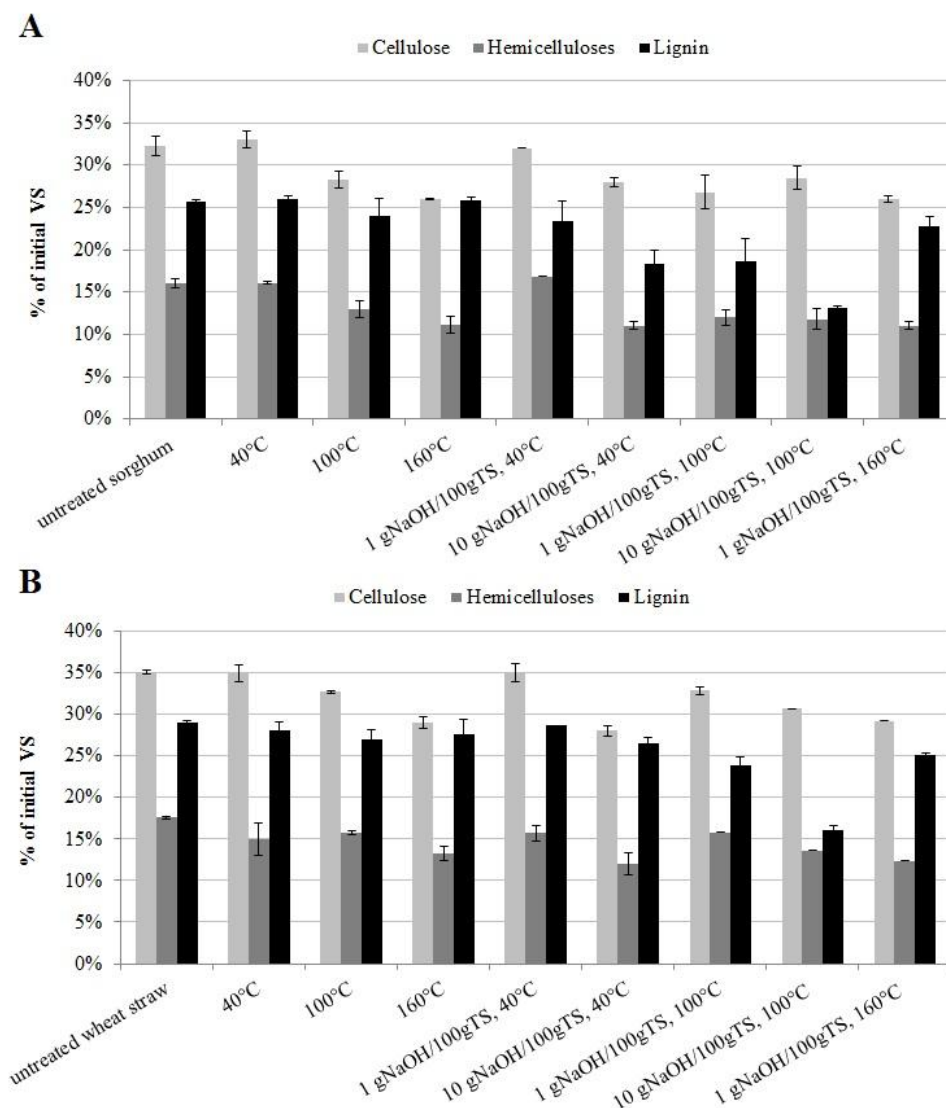 A
Cellulose Hemicelluloses Lignin
40%
35%
30%
25%
20%
15%
10%
5%
0%
% of initial VS
untreated sorghum
40°C
100°C
160°C
1 gNaOH/100gTS, 40°C
10 gNaOH/100gTS, 40°C
1 gNaOH/100gTS, 100°C
10 gNaOH/100gTS, 100°C
1 gNaOH/100gTS, 160°C
B
Cellulose Hemicelluloses Lignin
40%
35%
30%
25%
20%
15%
10%
5%
0%
% of initial VS
untreated wheat straw
40°C
100°C
160°C
1 gNaOH/100gTS, 40°C
10 gNaOH/100gTS, 40°C
1 gNaOH/100gTS, 100°C
10 gNaOH/100gTS, 100°C
1 gNaOH/100gTS, 160°C